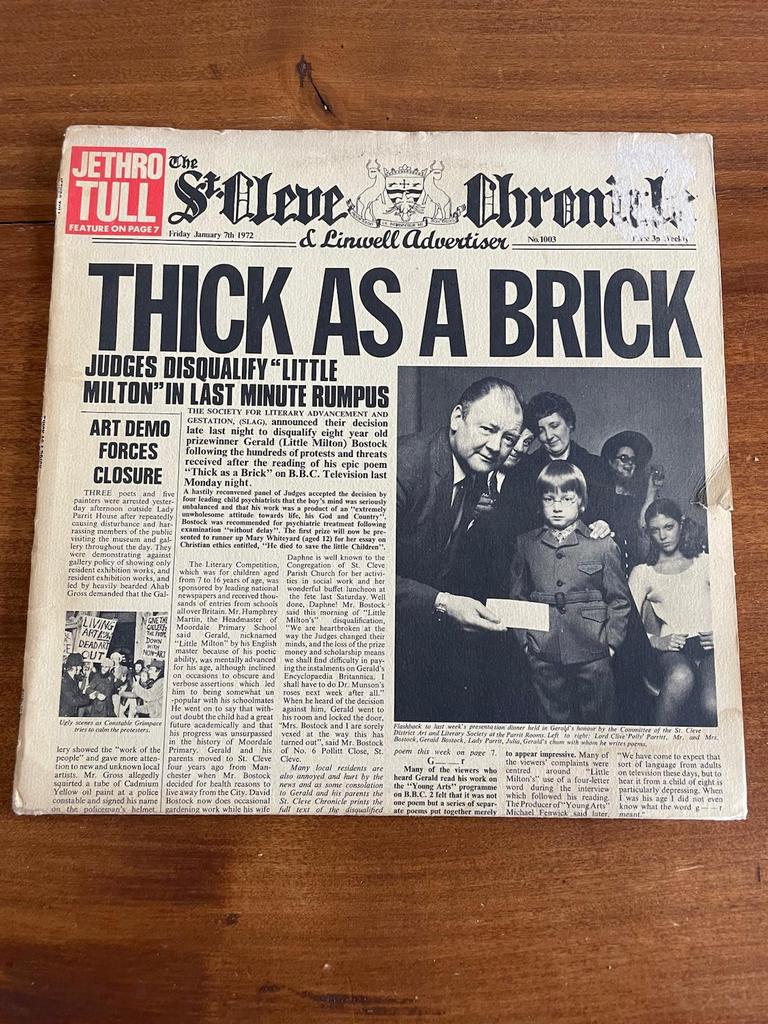 JETHRO
TULL
FEATURE ON PAGE 7
The
St. Cleve Chronic
Friday January 7th 1972
& Linwell Advertiser
No.1003
3p Weekly
THICK AS A BRICK
JUDGES DISQUALIFY "LITTLE
MILTON" IN LAST MINUTE RUMPUS
ART DEMO
FORCES
CLOSURE
THREE poets and five
painters were arrested yester-
day afternoon outside Lady
Parrit House after repeatedly
causing disturbance and har-
rassing members of the public
visiting the museum and gal-
lery throughout the day. They
were demonstrating against
gallery policy of showing only
resident exhibition works, and
resident exhibition works, and
led by heavily bearded Ahab
Gross demanded that the Gal-
LIVING
ART
DEAD ART
OUT
GIVE THE
GALLERY
THE
DOWN
WITH
NON-ART
Ugly scenes as Constable Grimpace
tries to calm the protesters.
lery showed the "work of the
people" and gave more atten-
tion to new and unknown local
artists. Mr. Gross allegedly
squirted a tube of Cadmium
Yellow oil paint at a police
constable and signed his name
on the policeman's helmet.
THE SOCIETY FOR LITERARY ADVANCEMENT AND
GESTATION, (SLAG), announced their decision
late last night to disqualify eight year old
prizewinner Gerald (Little Milton) Bostock
following the hundreds of protests and threats
received after the reading of his epic poem
"Thick as a Brick" on B.B.C. Television last
Monday night.
A hastily reconvened panel of Judges accepted the decision by
four leading child psychiatrists that the boy's mind was seriously
unbalanced and that his work was a product of an "extremely
unwholesome attitude towards life, his God and Country".
Bostock was recommended for psychiatric treatment following
examination "without delay". The first prize will now be pre-
sented to runner up Mary Whiteyard (aged 12) for her essay on
Christian ethics entitled, "He died to save the little Children".
The Literary Competition,
which was for children aged
from 7 to 16 years of age, was
sponsored by leading national
newspapers and received thous-
ands of entries from schools
all over Britain. Mr. Humphrey
Martin, the Headmaster of
Moordale Primary School
said Gerald, nicknamed
"Little Milton" by his English
master because of his poetic
ability, was mentally advanced
for his age, although inclined
on occasions to obscure and
verbose assertions which led
him to being somewhat un
-popular with his schoolmates
He went on to say that with-
out doubt the child had a great
future academically and that
his progress was unsurpassed
in the history of Moordale
Primary. Gerald and his
parents moved to St. Cleve
four years ago from Man-
chester when Mr. Bostock
decided for health reasons to
live away from the City. David
Bostock now does occasional
gardening work while his wife
Daphne is well known to the
Congregation of St. Cleve
Parish Church for her activi-
ties in social work and her
wonderful buffet luncheon at
the fete last Saturday. Well
done, Daphne! Mr. Bostock
said this morning of "Little
Milton's" disqualification,
"We are heartbroken at the
way the Judges changed their
minds, and the loss of the prize
money and scholarship means
we shall find difficulty in pay-
ing the instalments on Gerald's
Encyclopaedia Britannica. I
shall have to do Dr. Munson's
roses next week after all."
When he heard of the decision
against him, Gerald went to
his room and locked the door.
"Mrs. Bostock and I are sorely
vexed at the way this has
turned out", said Mr. Bostock
of No. 6 Pollitt Close, St.
Cleve.
Many local residents are
also annoyed and hurt by the
news and as some consolation
to Gerald and his parents the
St. Cleve Chronicle prints the
full text of the disqualified
Flashback to last week's presentation dinner held in Gerald's honour by the Committee of the St. Cleve
District Art and Literary Society at the Parrit Rooms. Left to right: Lord Clive 'Polly' Parritt, Mr, and Mrs.
Bostock, Gerald Bostock, Lady Parrit, Julia, Gerald's chum with whom he writes poems.
poem this week on page 7.
G— — r
Many of the viewers who
heard Gerald read his work on
the "Young Arts" programme
on B.B.C. 2 felt that it was not
one poem but a series of separ-
ate poems put together merely
to appear impressive. Many of
the viewers' complaints were
centred around "Little
Milton's" use of a four-letter
word during the interview
which followed his reading.
The Producer of "Young Arts"
Michael Fenwick said later,
"We have come to expect that
sort of language from adults
on television these days, but to
hear it from a child of eight is
particularly depressing. When
I was his age I did not even
know what the word g— — r
meant."